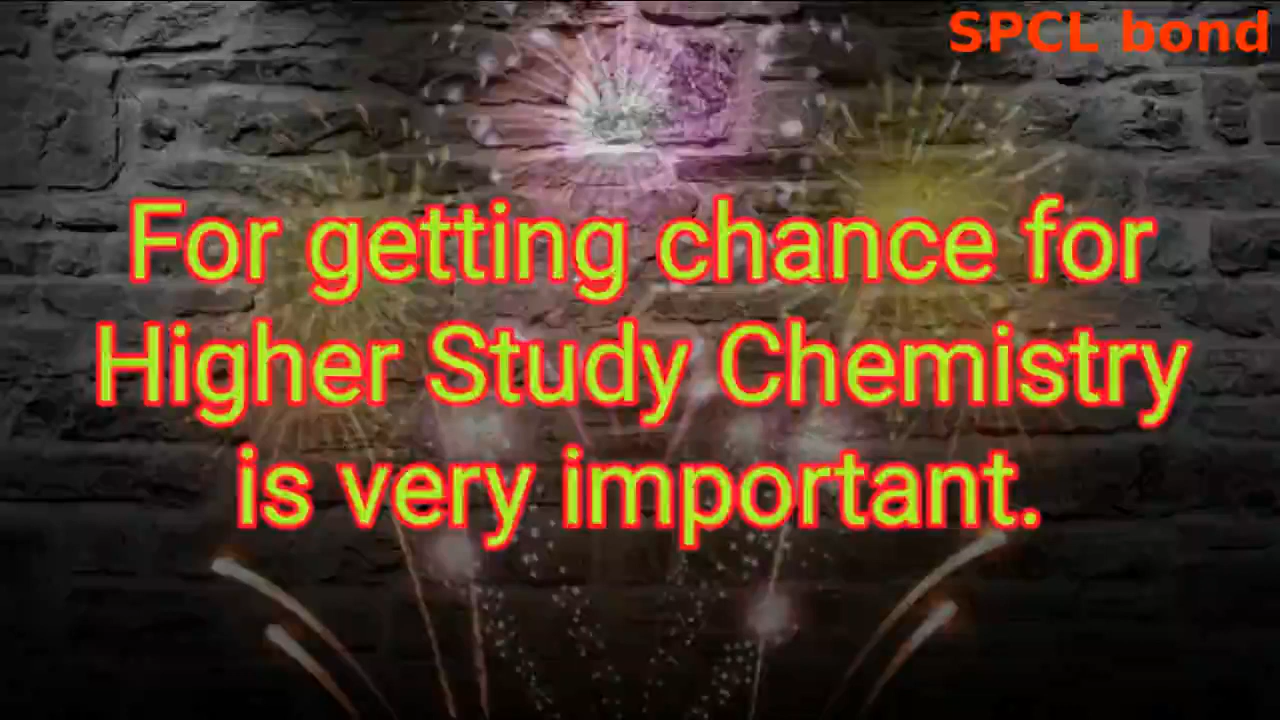 SPCL bond
For getting chance for
Higher Study Chemistry
is very important.